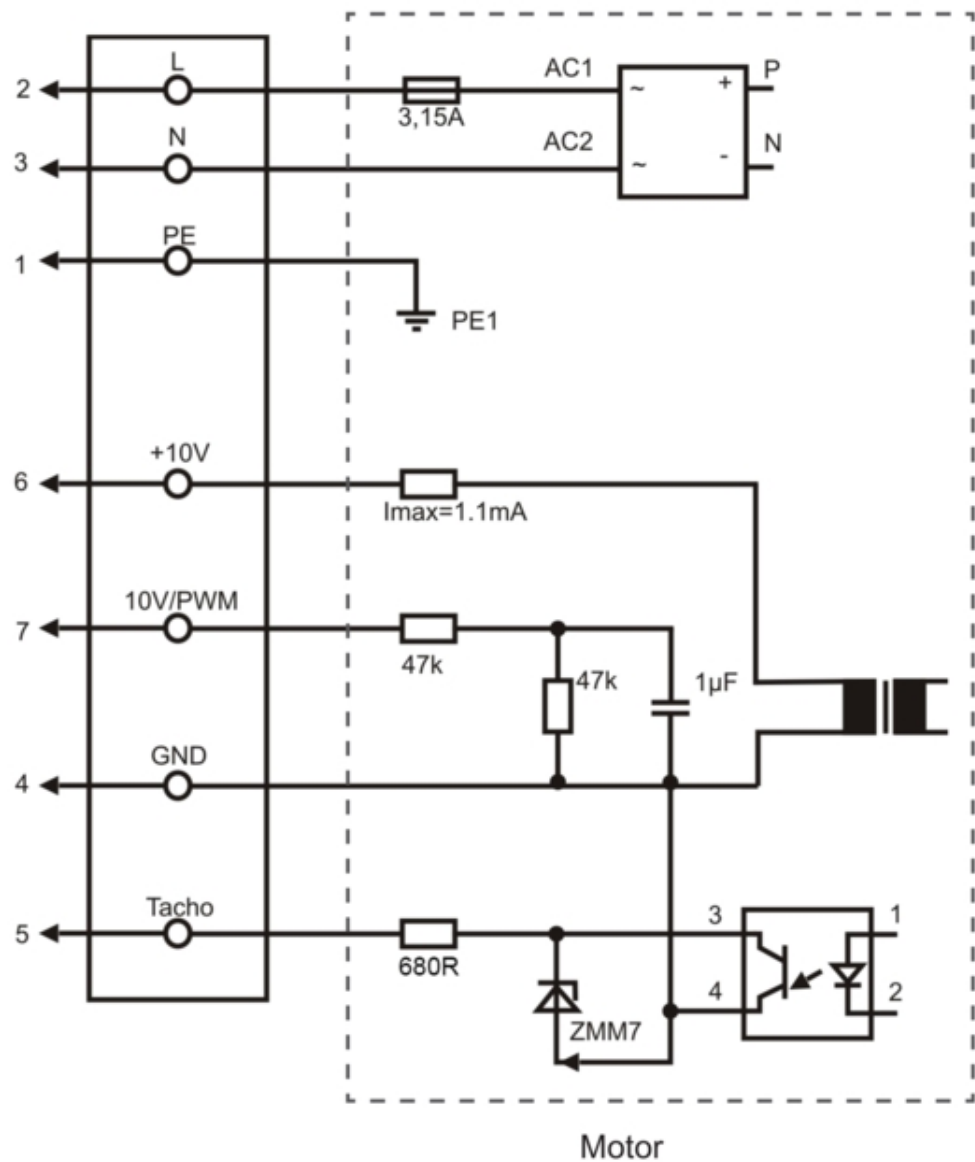 L
2
AC1
~
+
P
3,15A
N
AC2
3
~
-
N
PE
1
PE1
+10V
6
Imax=1.1mA
10V/PWM
7
47k
47k
1µF
GND
4
Tacho
5
680R
3
1
4
2
ZMM7
Motor